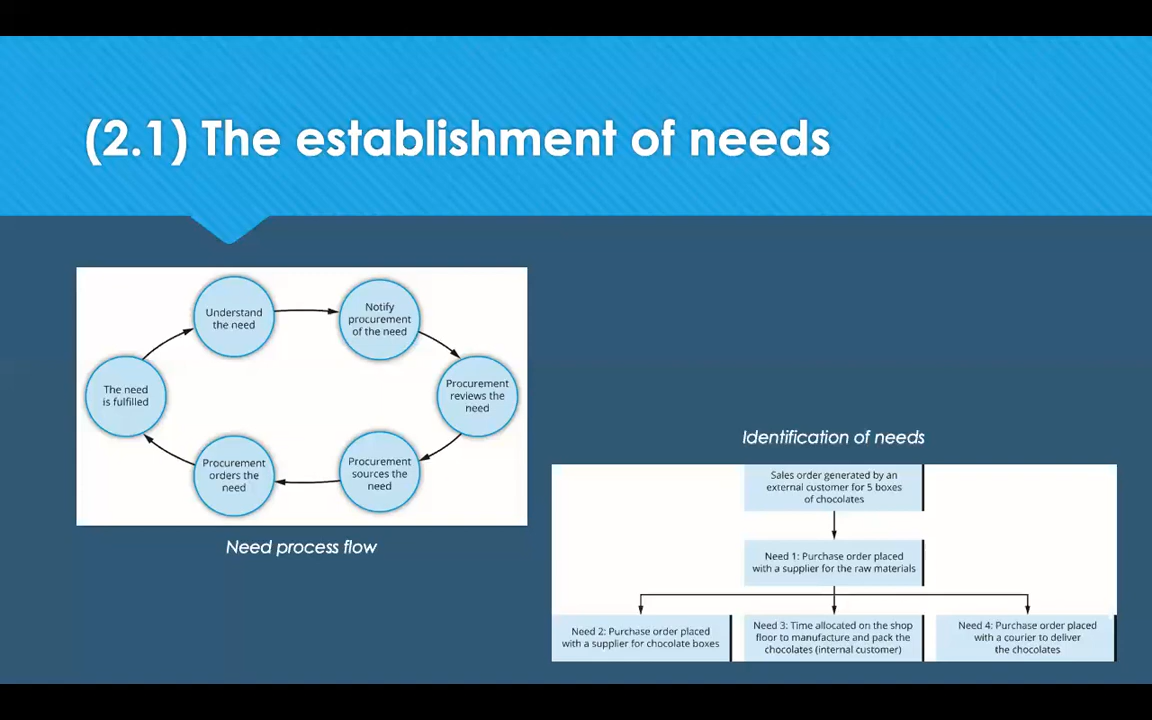 (2.1) The establishment of needs
Understand
the need
Notify
procurement
of the need
Procurement
reviews the
need
Procurement
sources the
need
Procurement
orders the
need
The need
is fulfilled
Need process flow
Identification of needs
Sales order generated by an
external customer for 5 boxes
of chocolates
Need 1: Purchase order placed
with a supplier for the raw materials
Need 2: Purchase order placed
with a supplier for chocolate boxes
Need 3: Time allocated on the shop
floor to manufacture and pack the
chocolates (internal customer)
Need 4: Purchase order placed
with a courier to deliver
the chocolates